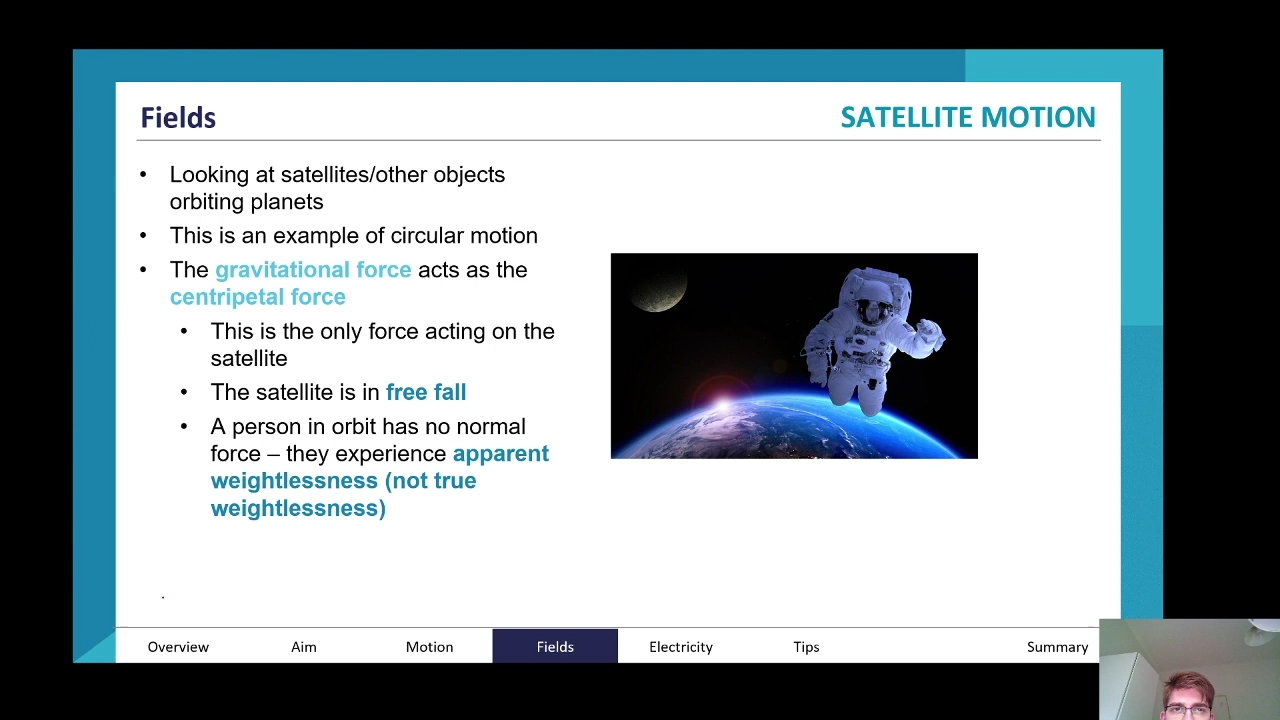 Fields
SATELLITE MOTION
• Looking at satellites/other objects
orbiting planets
• This is an example of circular motion
• The gravitational force acts as the
centripetal force
• This is the only force acting on the
satellite
• The satellite is in free fall
• A person in orbit has no normal
force – they experience apparent
weightlessness (not true
weightlessness)
Overview Aim Motion Fields Electricity Tips Summary